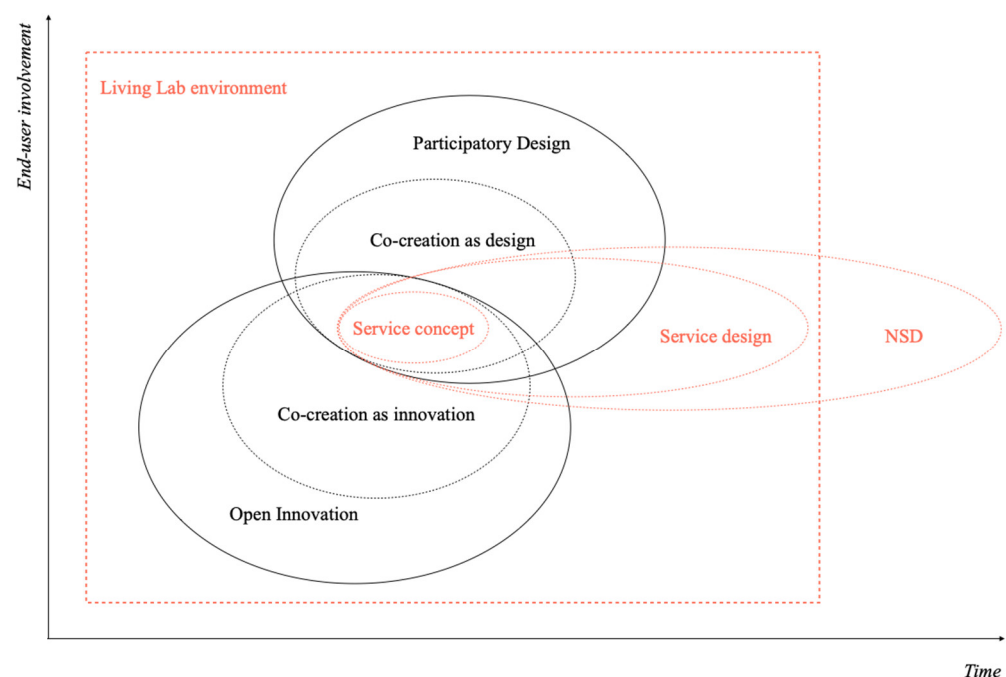 End-user involvement
Living Lab environment
Participatory Design
Co-creation as design
Service concept
Service design
NSD
Co-creation as innovation
Open Innovation
Time